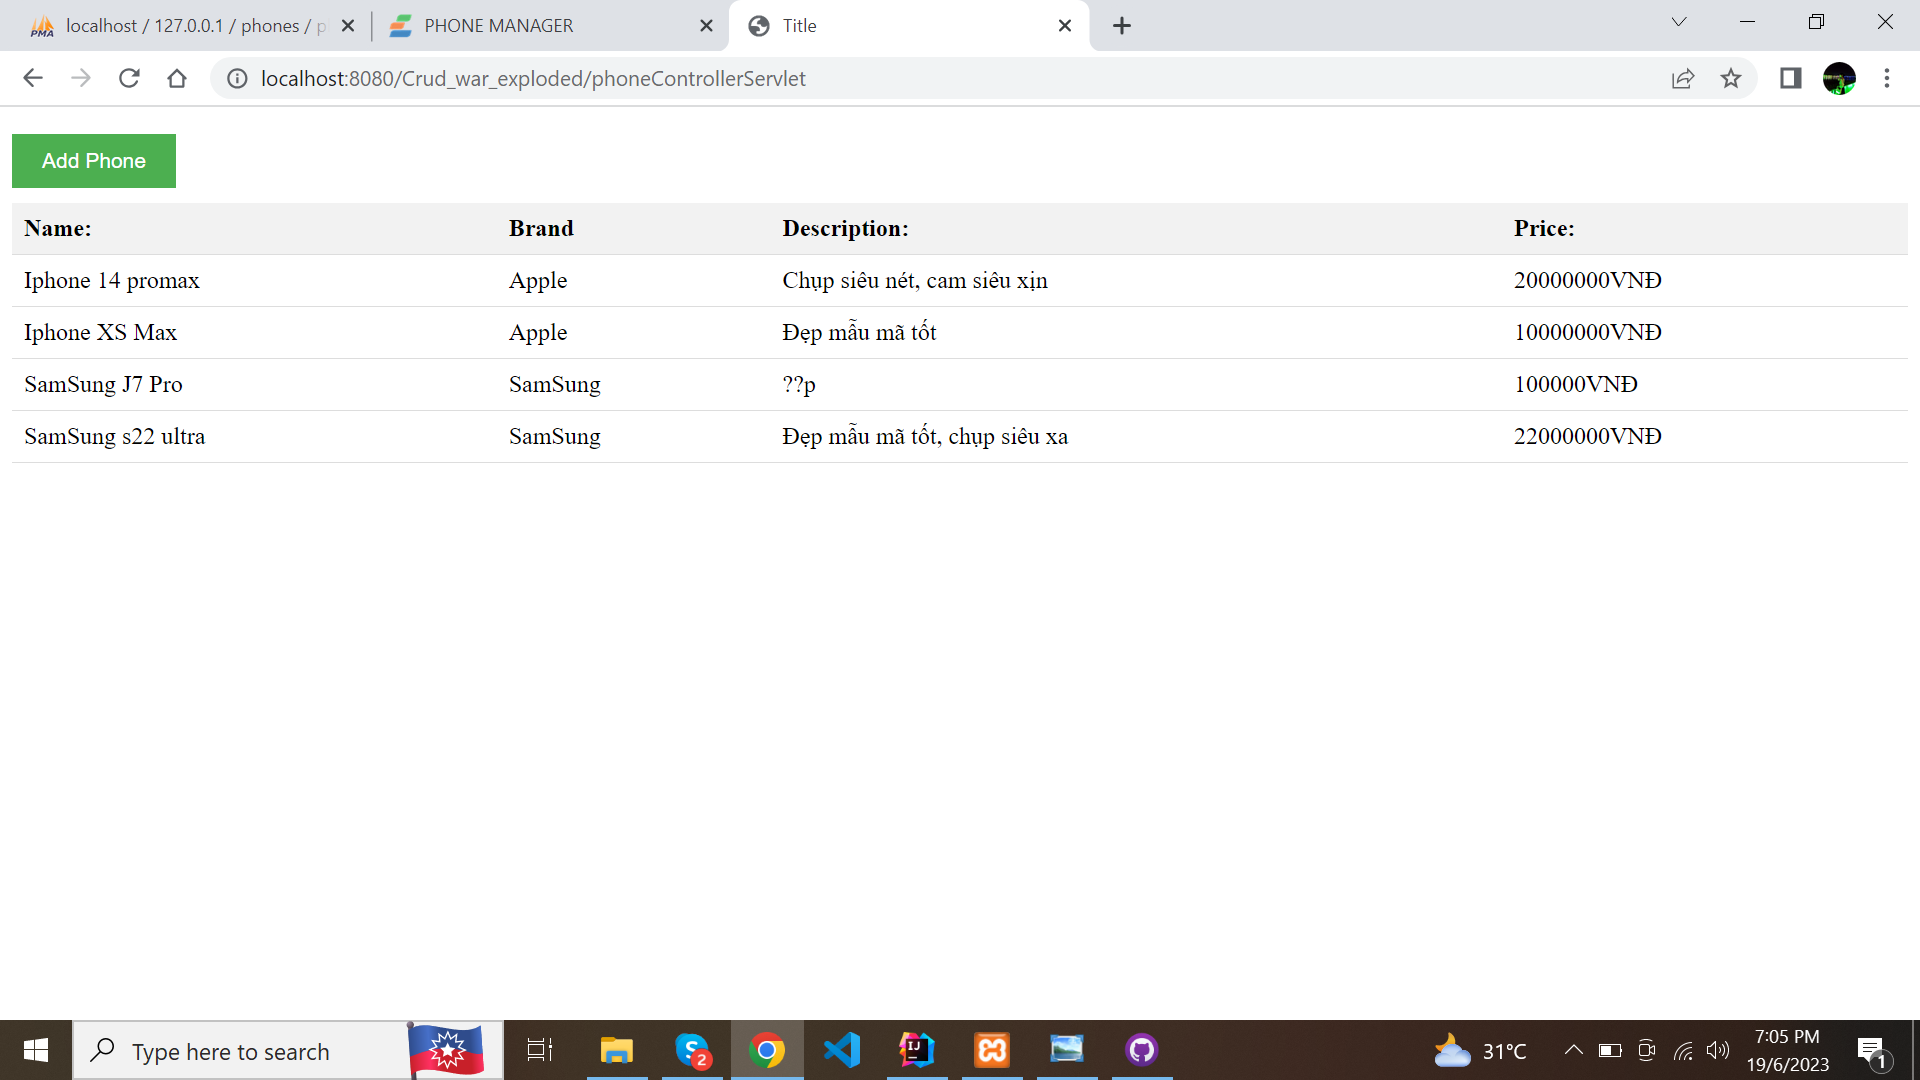 PMA localhost / 127.0.0.1 / phones / p
PHONE MANAGER
Title
localhost:8080/Crud_war_exploded/phoneControllerServlet
Add Phone
Name: Brand Description: Price:
Iphone 14 promax Apple Chụp siêu nét, cam siêu xịn 20000000VNĐ
Iphone XS Max Apple Đẹp mẫu mã tốt 10000000VNĐ
SamSung J7 Pro SamSung ??p 100000VNĐ
SamSung s22 ultra SamSung Đẹp mẫu mã tốt, chụp siêu xa 22000000VNĐ
Type here to search
S 2
IJ
31°C
7:05 PM
19/6/2023
1